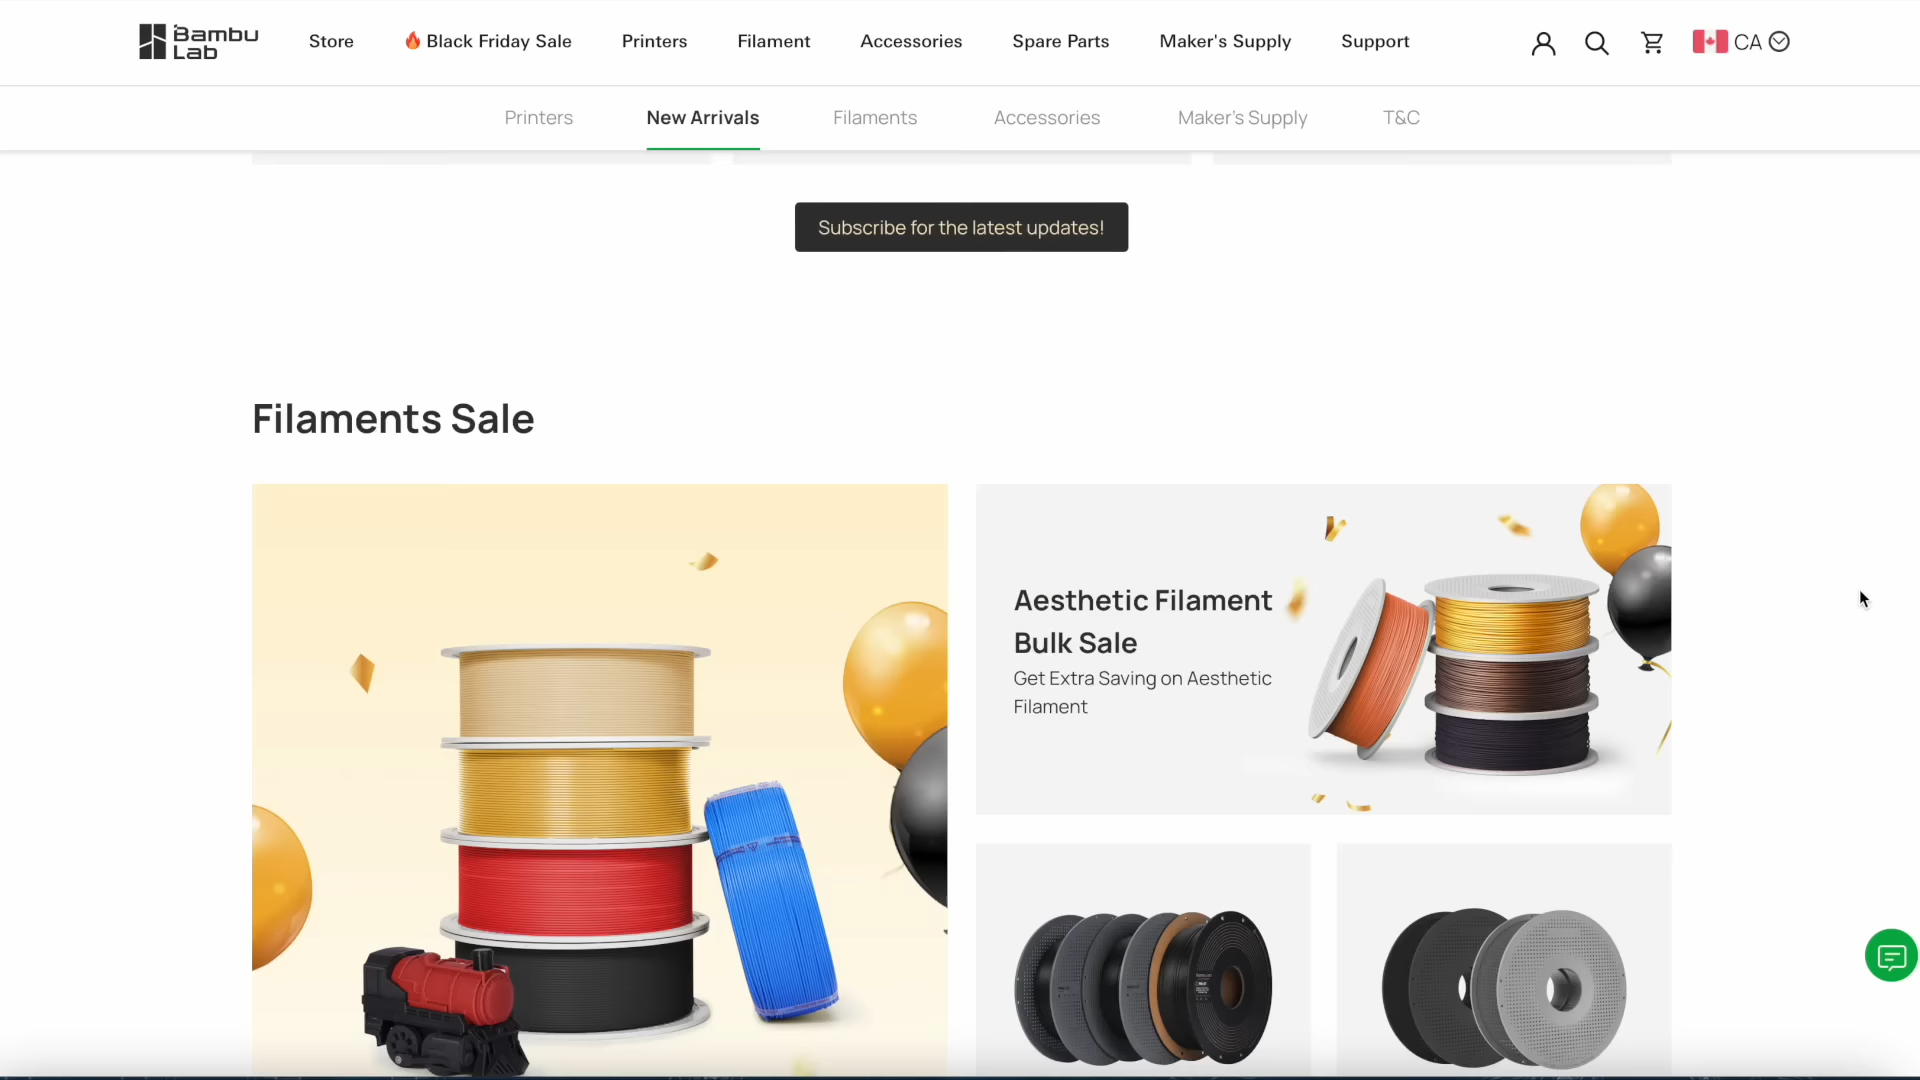 Bambu
Lab
Store
Black Friday Sale
Printers
Filament
Accessories
Spare Parts
Maker's Supply
Support
CA
Printers
New Arrivals
Filaments
Accessories
Maker's Supply
T&C
Subscribe for the latest updates!
Filaments Sale
Aesthetic Filament
Bulk Sale
Get Extra Saving on Aesthetic
Filament